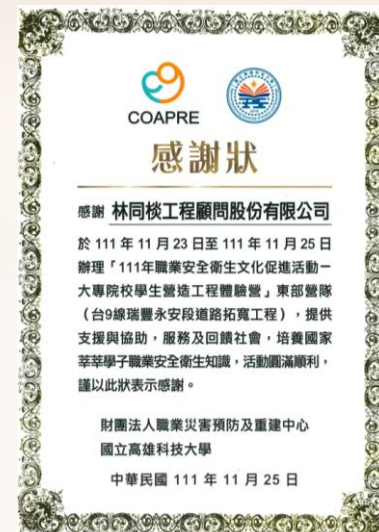 COAPRE
感謝狀
感謝 林同棪工程顧問股份有限公司
於 111 年 11 月 23 日至 111 年 11 月 25 日
辦理「111年職業安全衛生文化促進活動－
大專院校學生營造工程體驗營」東部營隊
（台9線瑞豐永安段道路拓寬工程），提供
支援與協助，服務及回饋社會，培養國家
莘莘學子職業安全衛生知識，活動圓滿順利，
謹以此狀表示感謝。
財團法人職業災害預防及重建中心
國立高雄科技大學
中華民國 111 年 11 月 25 日